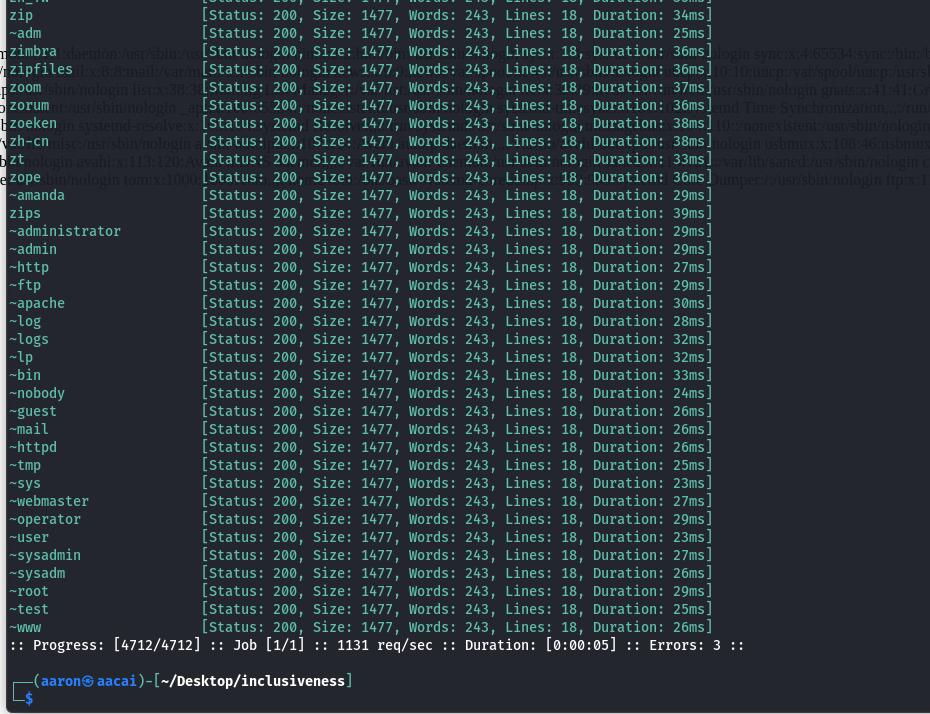 zip [Status: 200, Size: 1477, Words: 243, Lines: 18, Duration: 34ms]
~adm [Status: 200, Size: 1477, Words: 243, Lines: 18, Duration: 25ms]
zimbra [Status: 200, Size: 1477, Words: 243, Lines: 18, Duration: 36ms]
zipfiles [Status: 200, Size: 1477, Words: 243, Lines: 18, Duration: 36ms]
zoom [Status: 200, Size: 1477, Words: 243, Lines: 18, Duration: 37ms]
zorum [Status: 200, Size: 1477, Words: 243, Lines: 18, Duration: 36ms]
zoeken [Status: 200, Size: 1477, Words: 243, Lines: 18, Duration: 38ms]
zh-cn [Status: 200, Size: 1477, Words: 243, Lines: 18, Duration: 38ms]
zt [Status: 200, Size: 1477, Words: 243, Lines: 18, Duration: 33ms]
zope [Status: 200, Size: 1477, Words: 243, Lines: 18, Duration: 36ms]
~amanda [Status: 200, Size: 1477, Words: 243, Lines: 18, Duration: 29ms]
zips [Status: 200, Size: 1477, Words: 243, Lines: 18, Duration: 39ms]
~administrator [Status: 200, Size: 1477, Words: 243, Lines: 18, Duration: 29ms]
~admin [Status: 200, Size: 1477, Words: 243, Lines: 18, Duration: 29ms]
~http [Status: 200, Size: 1477, Words: 243, Lines: 18, Duration: 27ms]
~ftp [Status: 200, Size: 1477, Words: 243, Lines: 18, Duration: 29ms]
~apache [Status: 200, Size: 1477, Words: 243, Lines: 18, Duration: 30ms]
~log [Status: 200, Size: 1477, Words: 243, Lines: 18, Duration: 28ms]
~logs [Status: 200, Size: 1477, Words: 243, Lines: 18, Duration: 32ms]
~lp [Status: 200, Size: 1477, Words: 243, Lines: 18, Duration: 32ms]
~bin [Status: 200, Size: 1477, Words: 243, Lines: 18, Duration: 33ms]
~nobody [Status: 200, Size: 1477, Words: 243, Lines: 18, Duration: 24ms]
~guest [Status: 200, Size: 1477, Words: 243, Lines: 18, Duration: 26ms]
~mail [Status: 200, Size: 1477, Words: 243, Lines: 18, Duration: 26ms]
~httpd [Status: 200, Size: 1477, Words: 243, Lines: 18, Duration: 26ms]
~tmp [Status: 200, Size: 1477, Words: 243, Lines: 18, Duration: 25ms]
~sys [Status: 200, Size: 1477, Words: 243, Lines: 18, Duration: 23ms]
~webmaster [Status: 200, Size: 1477, Words: 243, Lines: 18, Duration: 27ms]
~operator [Status: 200, Size: 1477, Words: 243, Lines: 18, Duration: 29ms]
~user [Status: 200, Size: 1477, Words: 243, Lines: 18, Duration: 23ms]
~sysadmin [Status: 200, Size: 1477, Words: 243, Lines: 18, Duration: 27ms]
~sysadm [Status: 200, Size: 1477, Words: 243, Lines: 18, Duration: 26ms]
~root [Status: 200, Size: 1477, Words: 243, Lines: 18, Duration: 29ms]
~test [Status: 200, Size: 1477, Words: 243, Lines: 18, Duration: 25ms]
~www [Status: 200, Size: 1477, Words: 243, Lines: 18, Duration: 26ms]
:: Progress: [4712/4712] :: Job [1/1] :: 1131 req/sec :: Duration: [0:00:05] :: Errors: 3 ::
┌──(aaron㉿aacai)-[~/Desktop/inclusiveness]
└─$